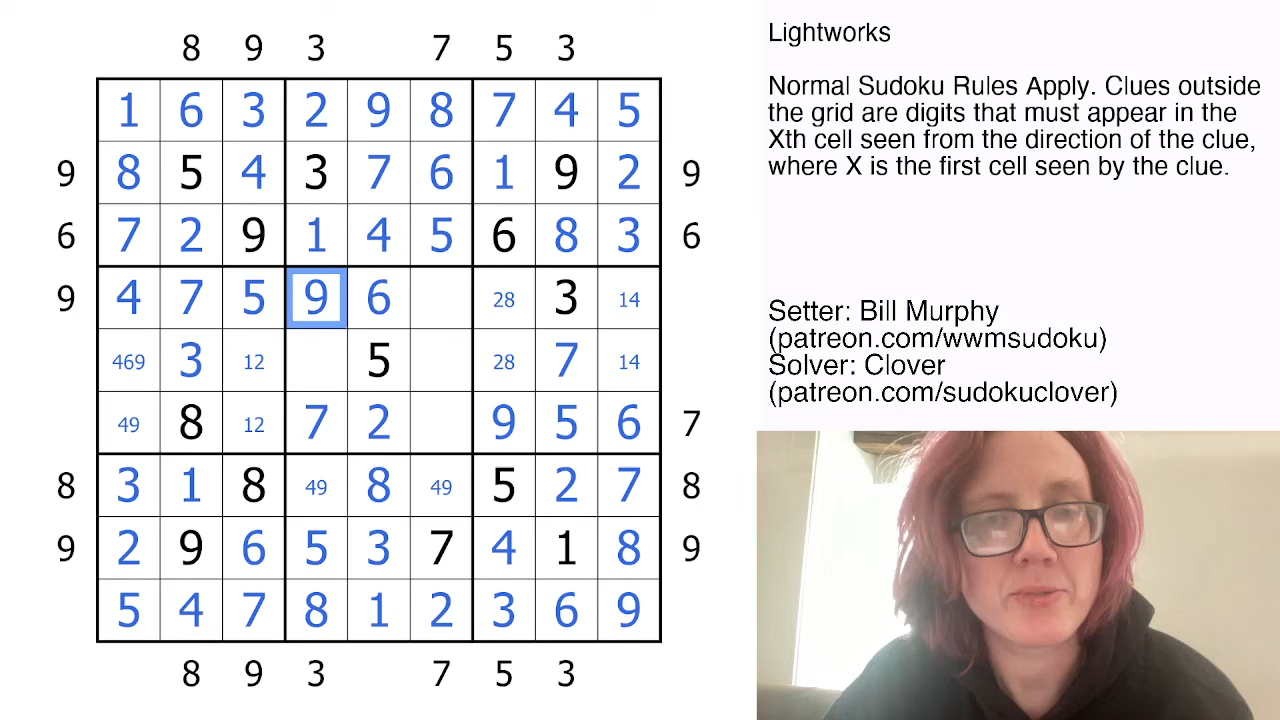 8 9 3 7 5 3
1 6 3 2 9 8 7 4 5
9 8 5 4 3 7 6 1 9 2 9
6 7 2 9 1 4 5 6 8 3 6
9 4 7 5 9 6 28 3 14
469 3 12 5 28 7 14
49 8 12 7 2 9 5 6 7
8 3 1 8 49 8 49 5 2 7 8
9 2 9 6 5 3 7 4 1 8 9
5 4 7 8 1 2 3 6 9
8 9 3 7 5 3
Lightworks
Normal Sudoku Rules Apply. Clues outside
the grid are digits that must appear in the
Xth cell seen from the direction of the clue,
where X is the first cell seen by the clue.
Setter: Bill Murphy
(patreon.com/wwmsudoku)
Solver: Clover
(patreon.com/sudokuclover)